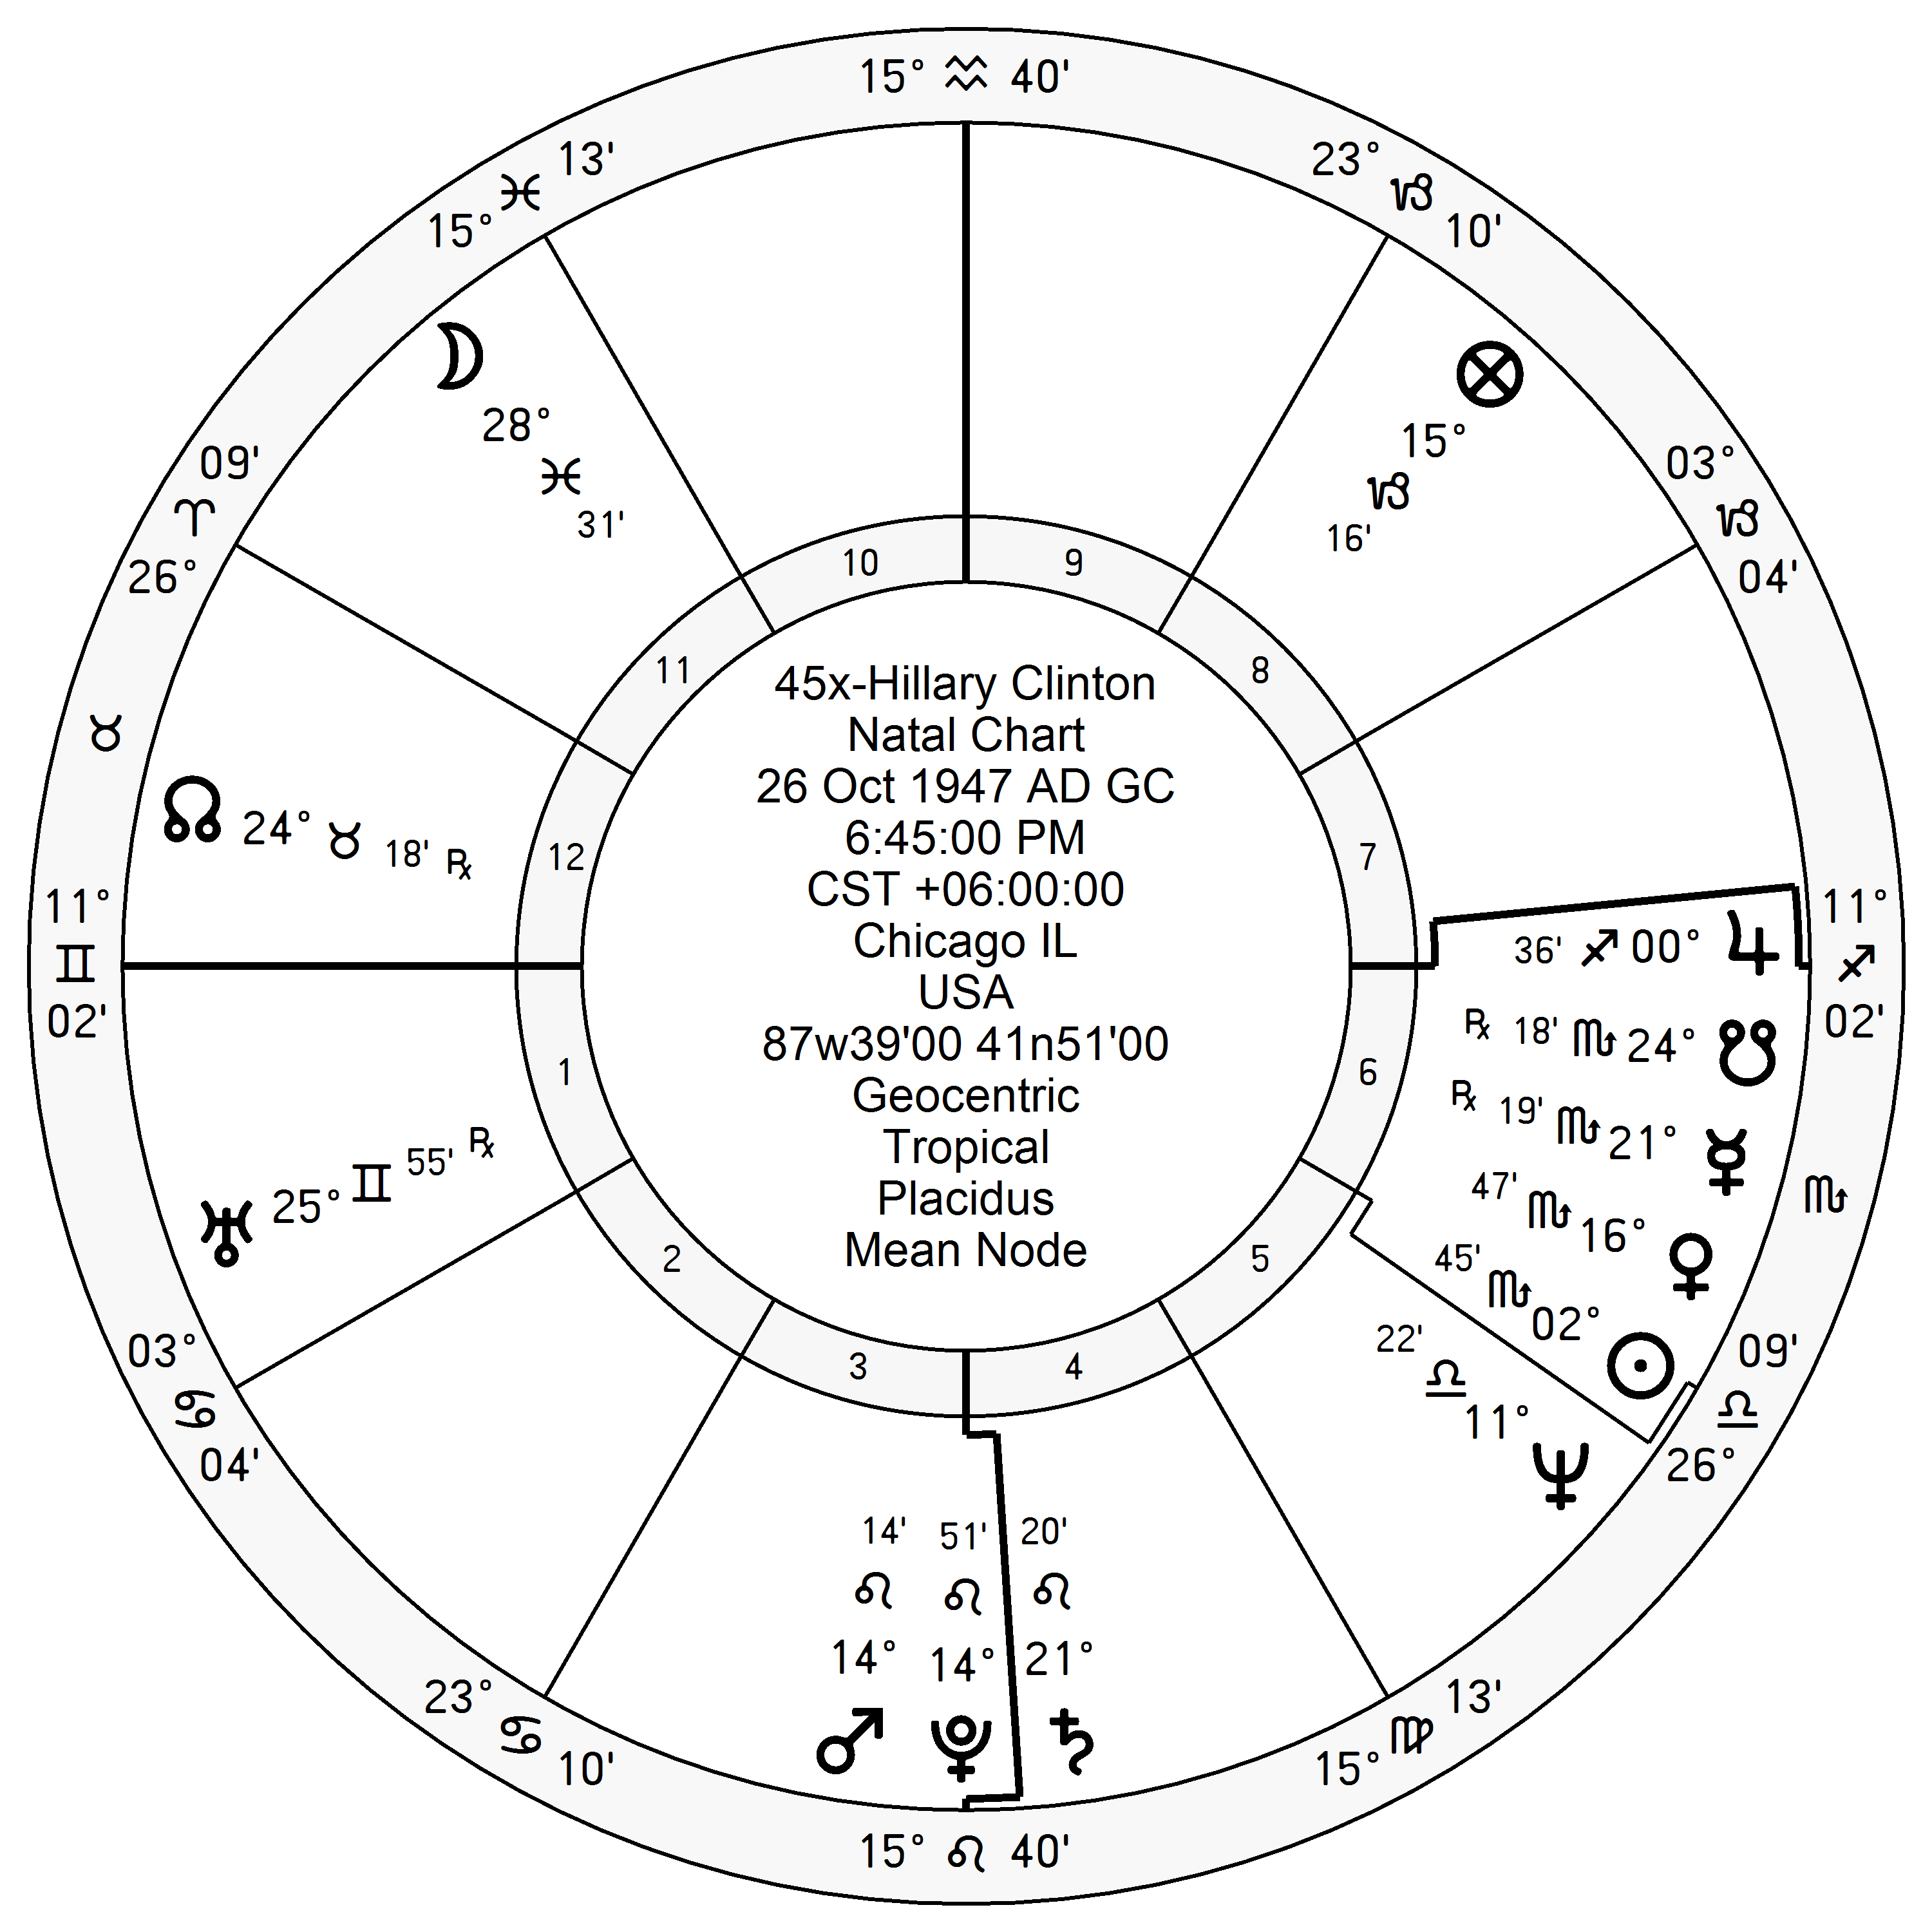 15° ♒ 40'
13'
♓
15°
23°
♑
10'
28°
♓
31'
15°
♑
16'
09'
♈
26°
03°
♑
04'
10
9
11
8
♉
24° ♉ 18' ℞
12
7
45x-Hillary Clinton
Natal Chart
26 Oct 1947 AD GC
6:45:00 PM
CST +06:00:00
Chicago IL
USA
87w39'00 41n51'00
Geocentric
Tropical
Placidus
Mean Node
11°
♊
02'
11°
♐
02'
36' ♐ 00° ♃
℞ 18' ♏ 24° ☋
℞ 19' ♏ 21° ☿
47' ♏ 16° ♀
45' ♏ 02° ☉
22' ♎ 11° ♆
♏
1
6
♅ 25° ♊ 55' ℞
2
5
3
4
03°
♋
04'
09'
♎
26°
14'
♌
14°
♂
51'
♌
14°
♇
20'
♌
21°
♄
23°
♋
10'
13'
♍
15°
15° ♌ 40'